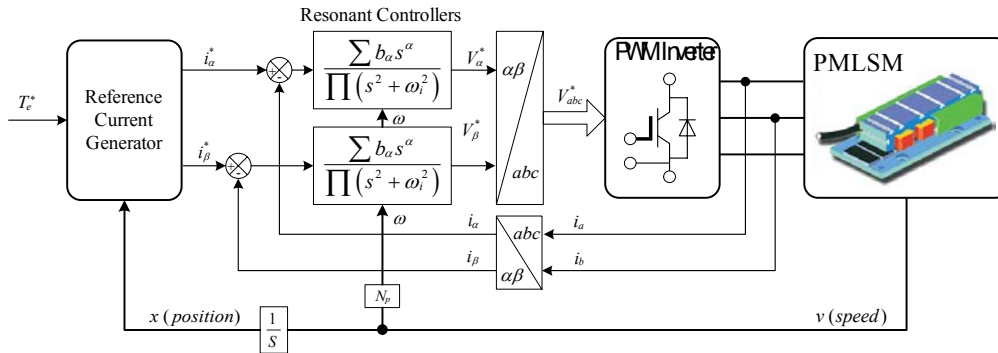 Resonant Controllers
PWM Inverter
PMLSM
T_e^*
Reference
Current
Generator
i_α^*
+
-
∑ b_α s^α
∏(s² + ω_i²)
V_α^*
αβ
abc
V_abc^*
ω
i_β^*
+
-
∑ b_α s^α
∏(s² + ω_i²)
V_β^*
ω
i_α
abc
i_a
i_β
αβ
i_b
N_p
x (position)
1
S
v (speed)